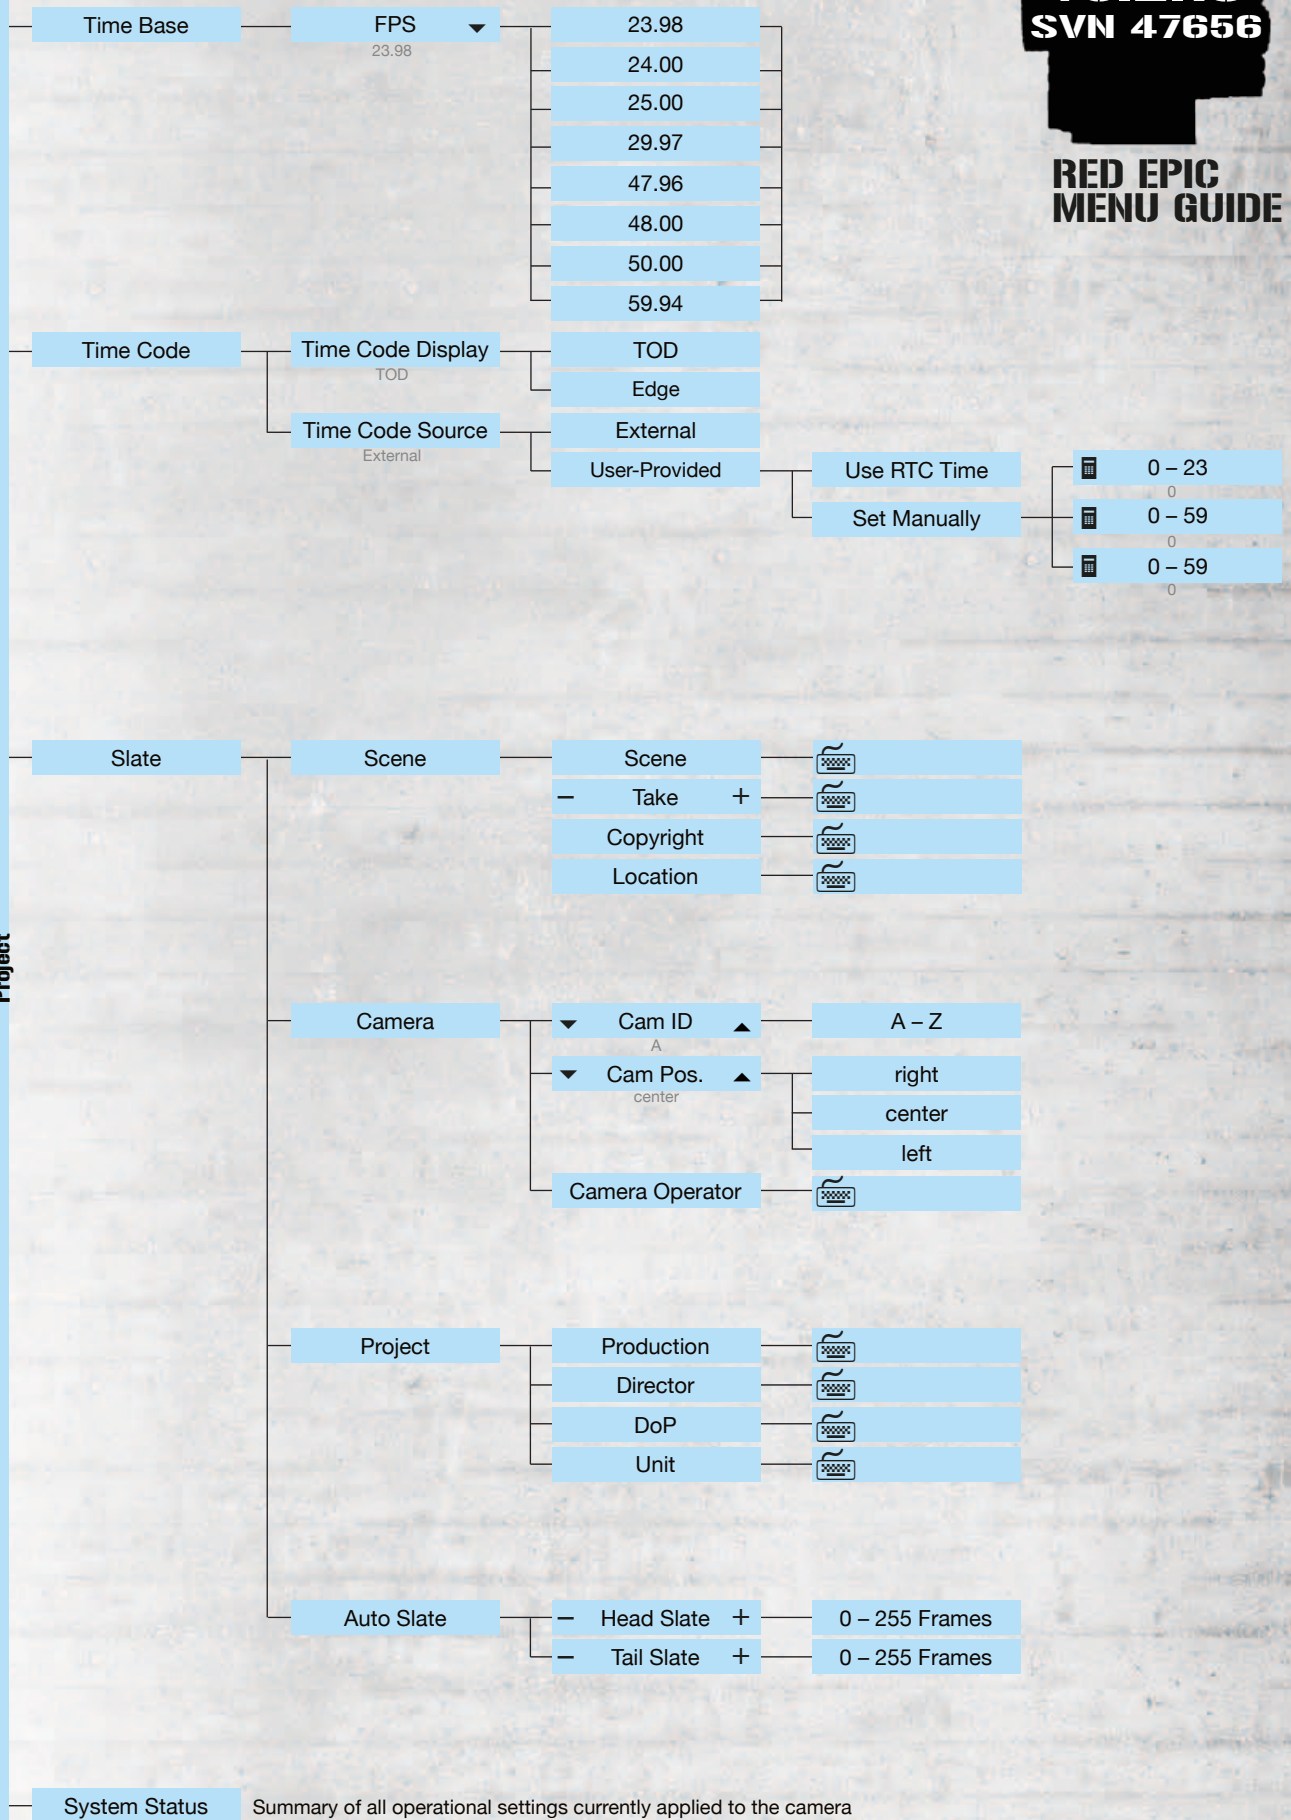 SVN 47656
RED EPIC
MENU GUIDE
Time Base
FPS
23.98
23.98
24.00
25.00
29.97
47.96
48.00
50.00
59.94
Time Code
Time Code Display
TOD
TOD
Edge
Time Code Source
External
External
User-Provided
Use RTC Time
Set Manually
0 – 23
0
0 – 59
0
0 – 59
0
Project
Slate
Scene
Scene
– Take +
Copyright
Location
Camera
Cam ID
A
A – Z
Cam Pos.
center
right
center
left
Camera Operator
Project
Production
Director
DoP
Unit
Auto Slate
– Head Slate +
0 – 255 Frames
– Tail Slate +
0 – 255 Frames
System Status
Summary of all operational settings currently applied to the camera